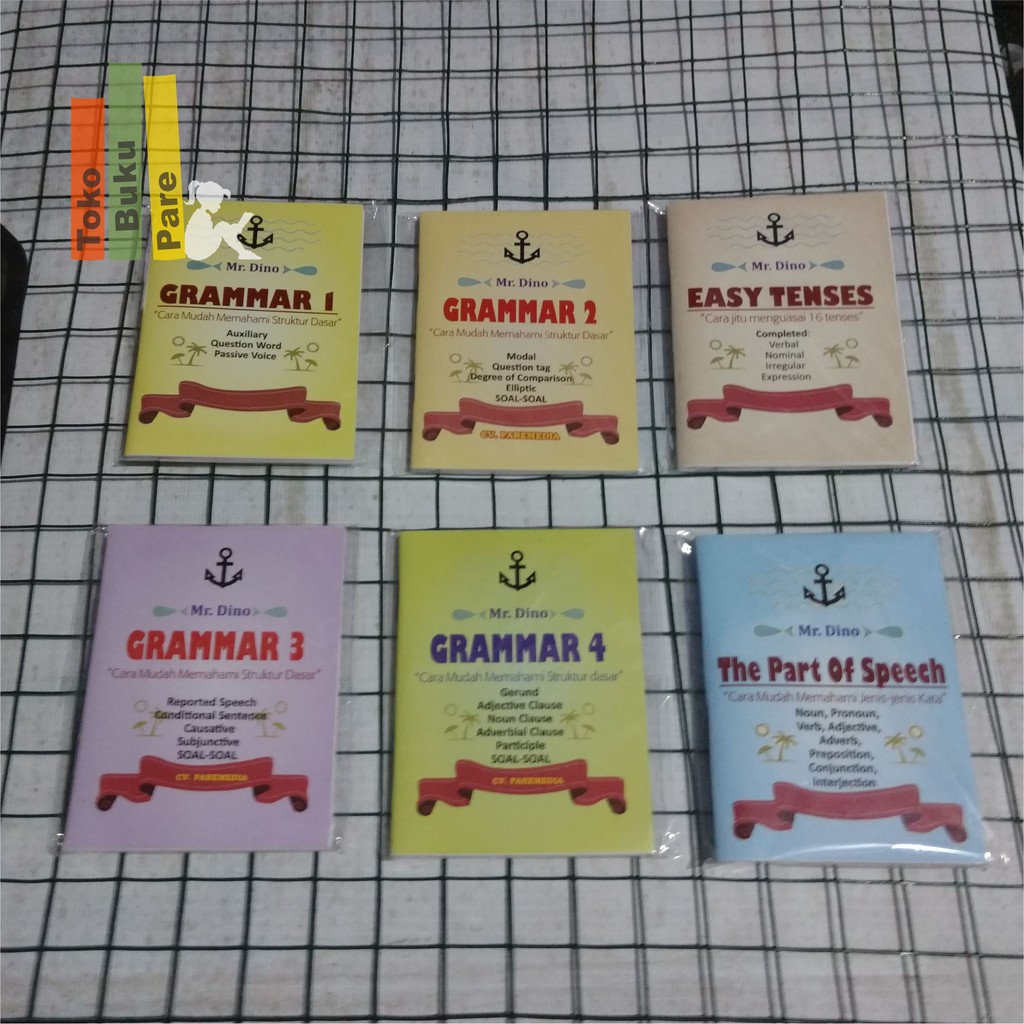 Toko
Buku
Pare
Mr. Dino
GRAMMAR 1
"Cara Mudah Memahami Struktur Dasar"
Auxiliary
Question Word
Passive Voice
Mr. Dino
GRAMMAR 2
"Cara Mudah Memahami Struktur Dasar"
Modal
Question tag
Degree of Comparison
Elliptic
SOAL-SOAL
CV. PAREMEDIA
Mr. Dino
EASY TENSES
"Cara jitu menguasai 16 tenses"
Completed:
Verbal
Nominal
Irregular
Expression
Mr. Dino
GRAMMAR 3
"Cara Mudah Memahami Struktur Dasar"
Reported Speech
Conditional Sentence
Causative
Subjunctive
SOAL-SOAL
CV. PAREMEDIA
Mr. Dino
GRAMMAR 4
"Cara Mudah Memahami Struktur dasar"
Gerund
Adjective Clause
Noun Clause
Adverbial Clause
Participle
SOAL-SOAL
CV. PAREMEDIA
Mr. Dino
The Part Of Speech
"Cara Mudah Memahami Jenis-jenis Kata"
Noun, Pronoun,
Verb, Adjective,
Adverb,
Preposition,
Conjunction,
Interjection